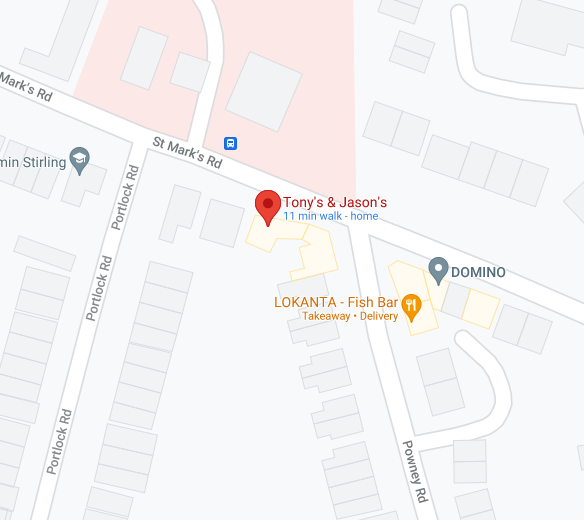 Mark's Rd
St Mark's Rd
min Stirling
Portlock Rd
Tony's & Jason's
11 min walk - home
DOMINO
Portlock Rd
LOKANTA - Fish Bar
Takeaway • Delivery
Portlock Rd
Powney Rd